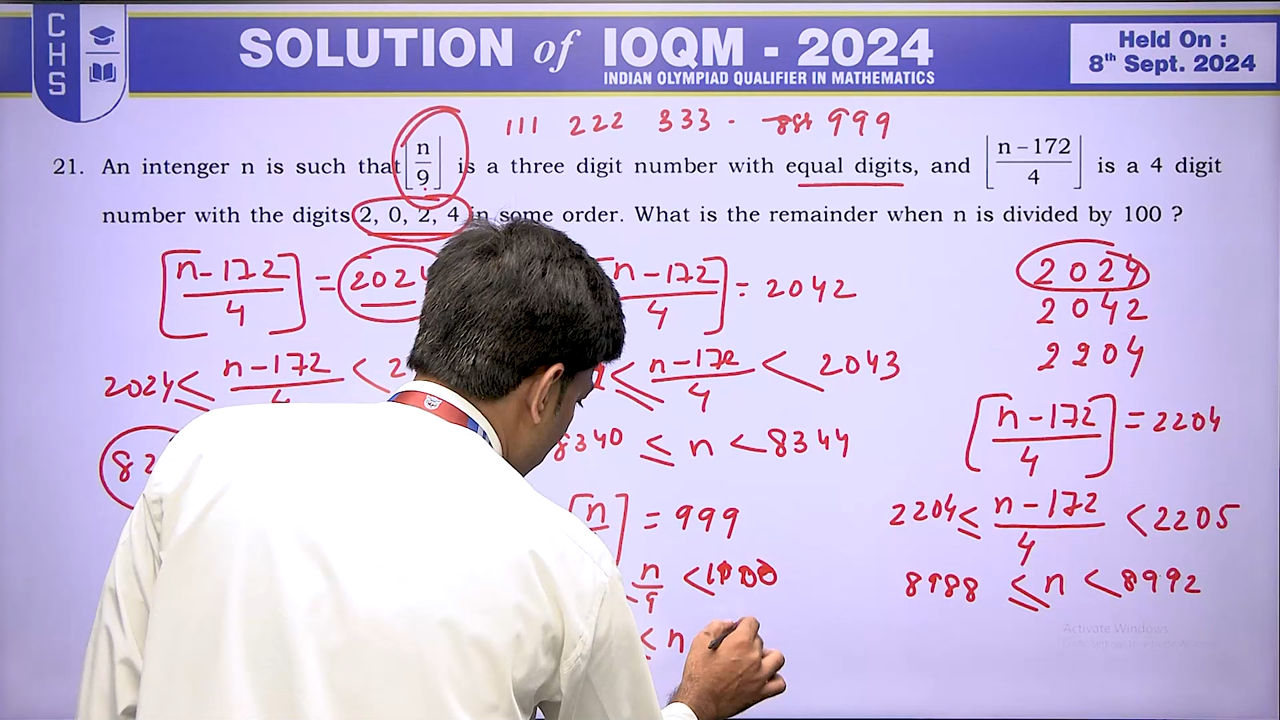 CHS
SOLUTION of IOQM - 2024
INDIAN OLYMPIAD QUALIFIER IN MATHEMATICS
Held On :
8th Sept. 2024
111 222 333 - 999
21. An intenger n is such that ⌊n/9⌋ is a three digit number with equal digits, and ⌊(n – 172)/4⌋ is a 4 digit
number with the digits 2, 0, 2, 4 in some order. What is the remainder when n is divided by 100 ?
[(n-172)/4] = 2024
2024 ≤ (n-172)/4 <
[n-172)/4] = 2042
≤ (n-172)/4 < 2043
8340 ≤ n < 8344
[n ] = 999
n/9 < 1000
≤ n
2024
2042
2204
[(n-172)/4] = 2204
2204 ≤ (n-172)/4 < 2205
8988 ≤ n < 8992
Activate Windows